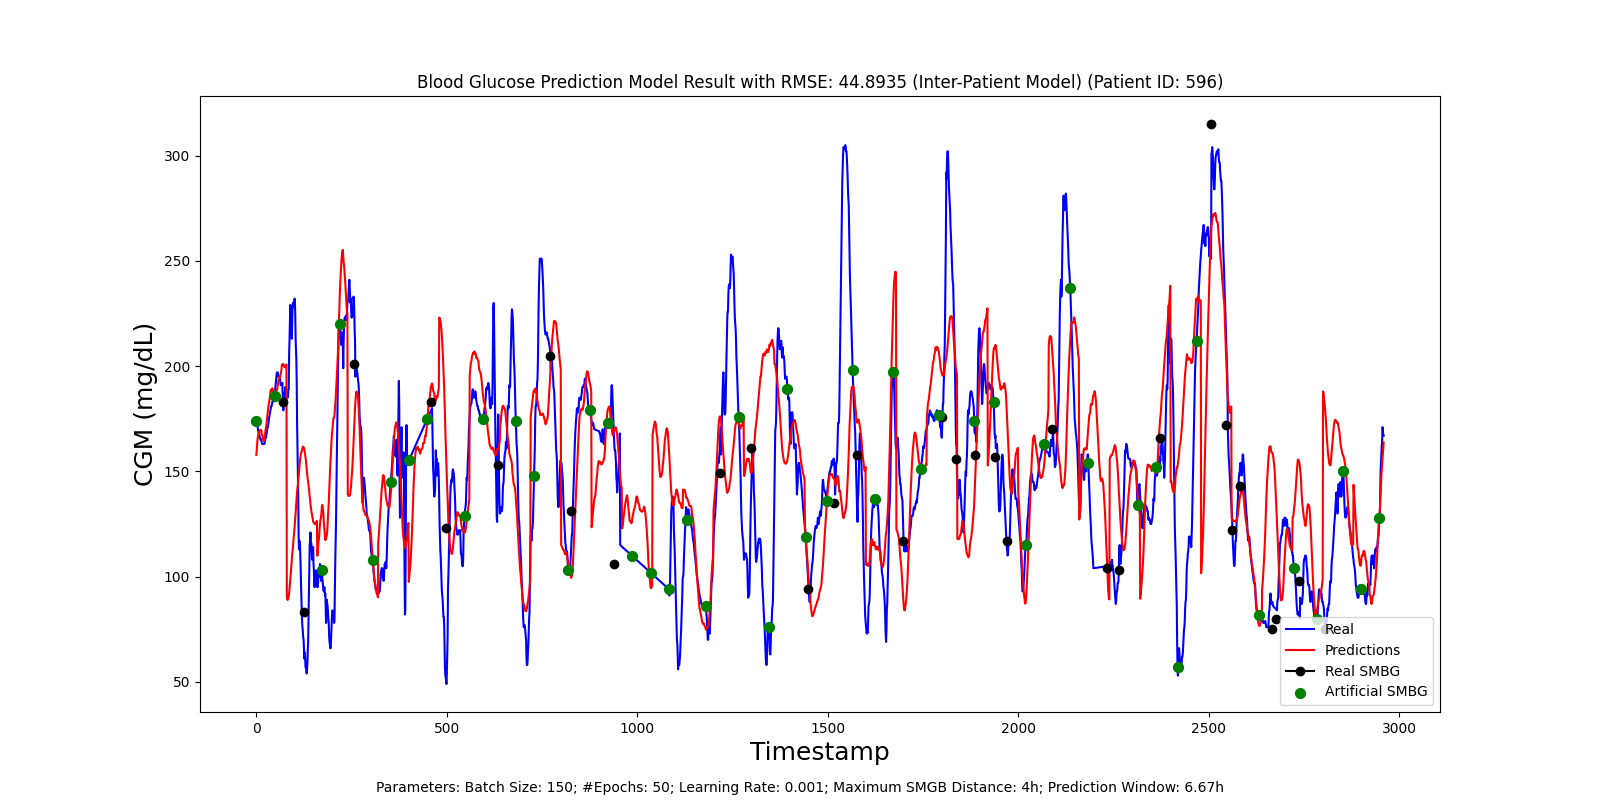 Blood Glucose Prediction Model Result with RMSE: 44.8935 (Inter-Patient Model) (Patient ID: 596)
CGM (mg/dL)
300
250
200
150
100
50
0 500 1000 1500 2000 2500 3000
Timestamp
Real
Predictions
Real SMBG
Artificial SMBG
Parameters: Batch Size: 150; #Epochs: 50; Learning Rate: 0.001; Maximum SMGB Distance: 4h; Prediction Window: 6.67h